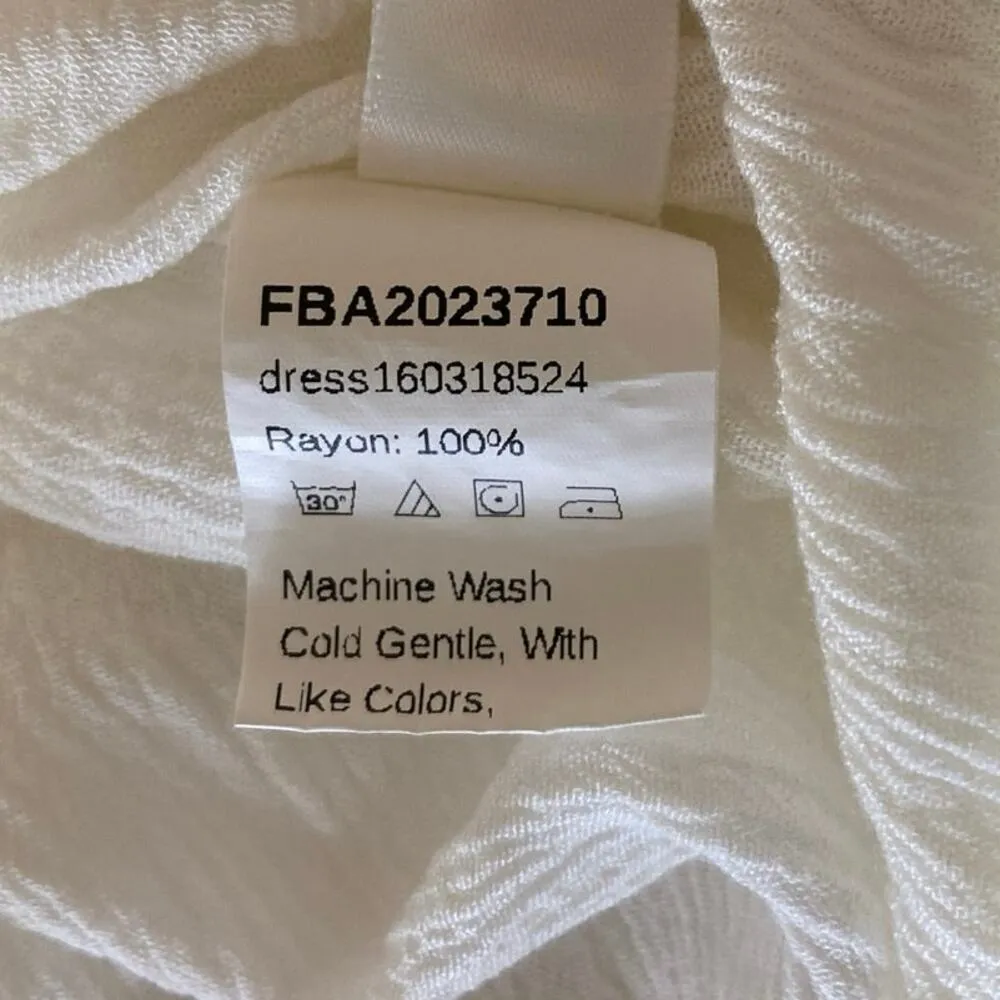 FBA2023710
dress160318524
Rayon: 100%
30°
Machine Wash
Cold Gentle, With
Like Colors,